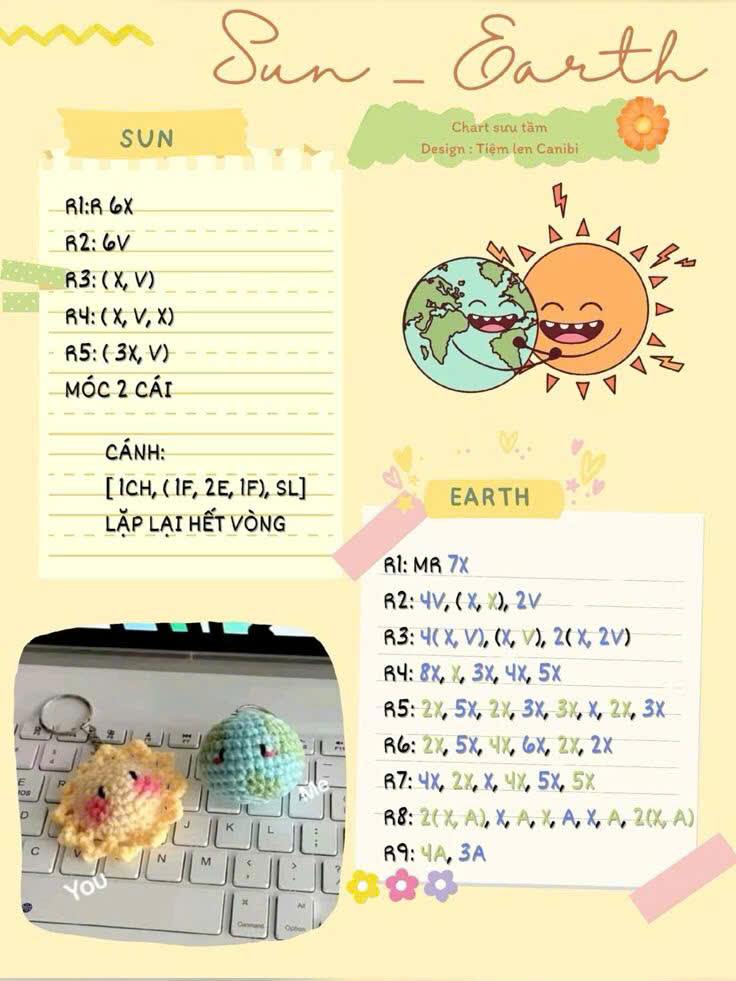 Sun _ Earth
Chart sưu tầm
Design : Tiệm len Canibi
SUN
R1:R 6X
R2: 6V
R3: ( X, V)
R4: ( X, V, X)
R5: ( 3X, V)
MÓC 2 CÁI
CÁNH:
[ 1CH, ( 1F, 2E, 1F), SL]
LẶP LẠI HẾT VÒNG
EARTH
R1: MR 7X
R2: 4V, ( X, X), 2V
R3: 4( X, V), (X, V), 2( X, 2V)
R4: 8X, X, 3X, 4X, 5X
R5: 2X, 5X, 2X, 3X, 3X, X, 2X, 3X
R6: 2X, 5X, 4X, 6X, 2X, 2X
R7: 4X, 2X, X, 4X, 5X, 5X
R8: 2( X, A), X, A, X, A, X, A, 2(X, A)
R9: 4A, 3A
Me
You